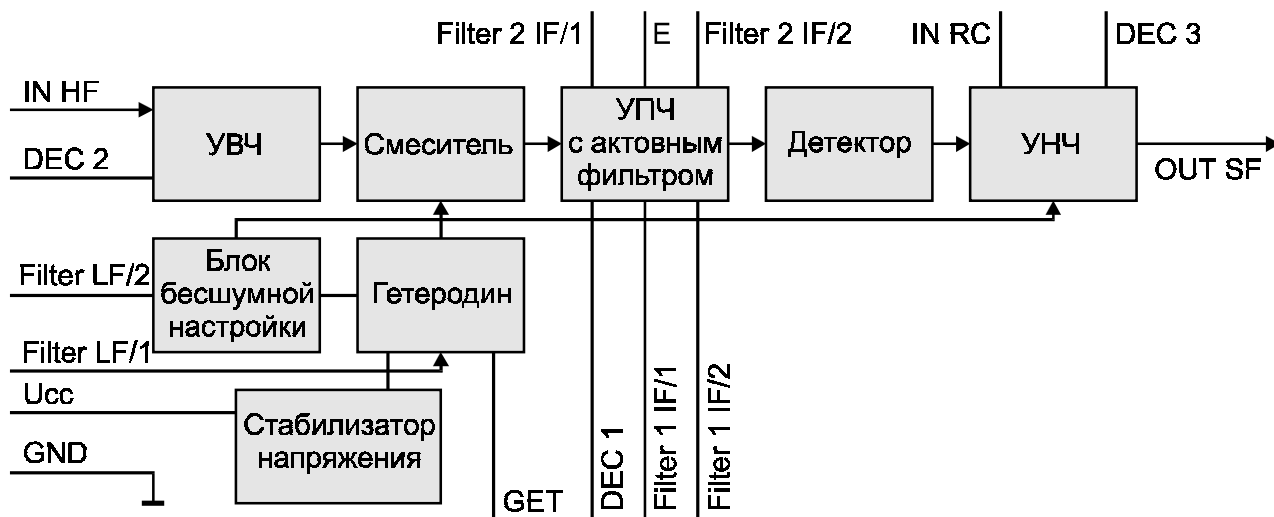 Filter 2 IF/1
E
Filter 2 IF/2
IN RC
DEC 3
IN HF
DEC 2
УВЧ
Смеситель
УПЧ
с актовным
фильтром
Детектор
УНЧ
OUT SF
Filter LF/2
Блок
бесшумной
настройки
Гетеродин
Filter LF/1
Ucc
GND
Стабилизатор
напряжения
GET
DEC 1
Filter 1 IF/1
Filter 1 IF/2